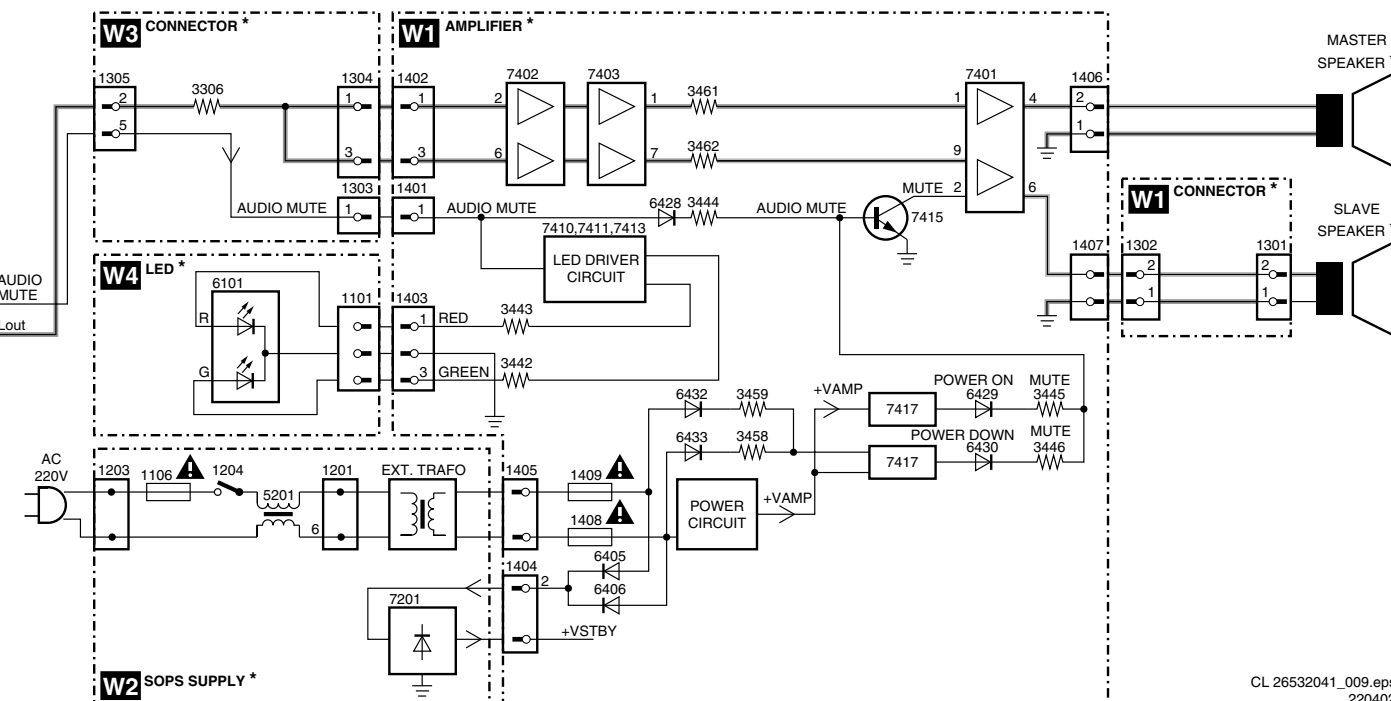 W3 CONNECTOR *
W1 AMPLIFIER *
MASTER
SPEAKER *
1305
3306
1304
1402
7402
7403
3461
7401
1406
2
1
1
2
1
1
4
2
5
1
3
3
6
7
3462
9
1303
1401
MUTE 2
6
W1 CONNECTOR *
AUDIO MUTE
1
1
AUDIO MUTE
6428
3444
AUDIO MUTE
7415
SLAVE
SPEAKER *
7410,7411,7413
LED DRIVER
CIRCUIT
1407
1302
1301
2
2
1
1
W4 LED *
AUDIO
MUTE
Lout
6101
R
G
1101
1403
1
RED
3443
3
GREEN
3442
6432
3459
+VAMP
7417
POWER ON
6429
MUTE
3445
6433
3458
7417
POWER DOWN
6430
MUTE
3446
AC
220V
1203
1106
1204
5201
1201
6
EXT. TRAFO
1405
1409
1408
POWER
CIRCUIT
+VAMP
1404
2
6405
6406
7201
+VSTBY
W2 SOPS SUPPLY *
CL 26532041_009.eps